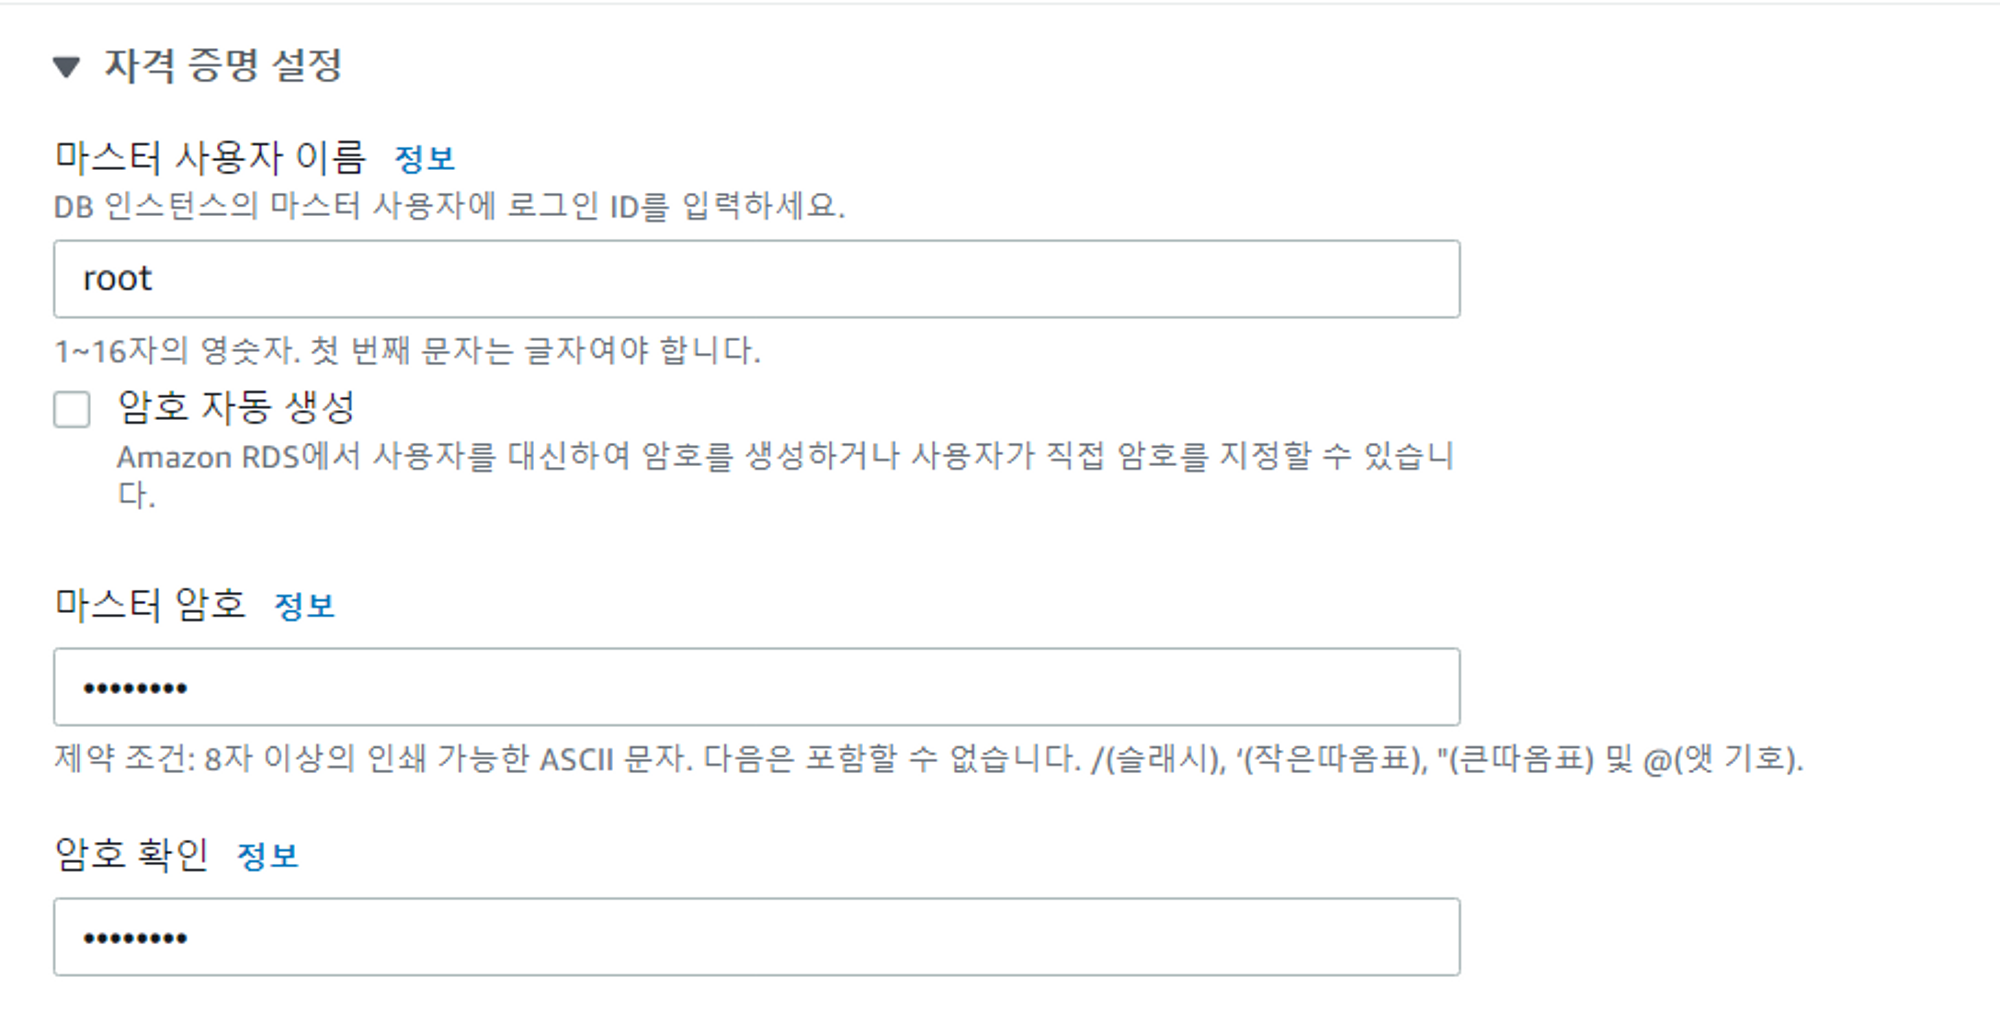 자격 증명 설정
마스터 사용자 이름 정보
DB 인스턴스의 마스터 사용자에 로그인 ID를 입력하세요.
root
1~16자의 영숫자. 첫 번째 문자는 글자여야 합니다.
암호 자동 생성
Amazon RDS에서 사용자를 대신하여 암호를 생성하거나 사용자가 직접 암호를 지정할 수 있습니
다.
마스터 암호 정보
••••••••
제약 조건: 8자 이상의 인쇄 가능한 ASCII 문자. 다음은 포함할 수 없습니다. /(슬래시), ‘(작은따옴표), "(큰따옴표) 및 @(앳 기호).
암호 확인 정보
••••••••